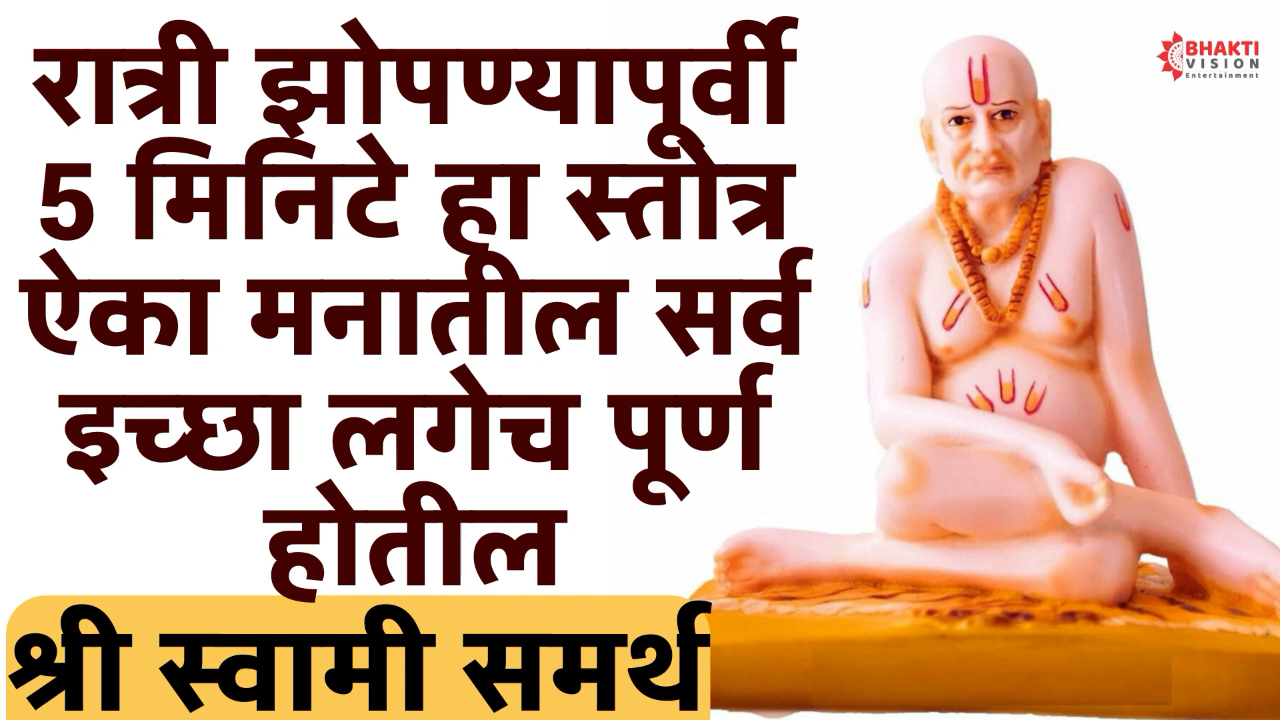 रात्री झोपण्यापूर्वी
5 मिनिटे हा स्तोत्र
ऐका मनातील सर्व
इच्छा लगेच पूर्ण
होतील
श्री स्वामी समर्थ
BHAKTI
VISION
Entertainment